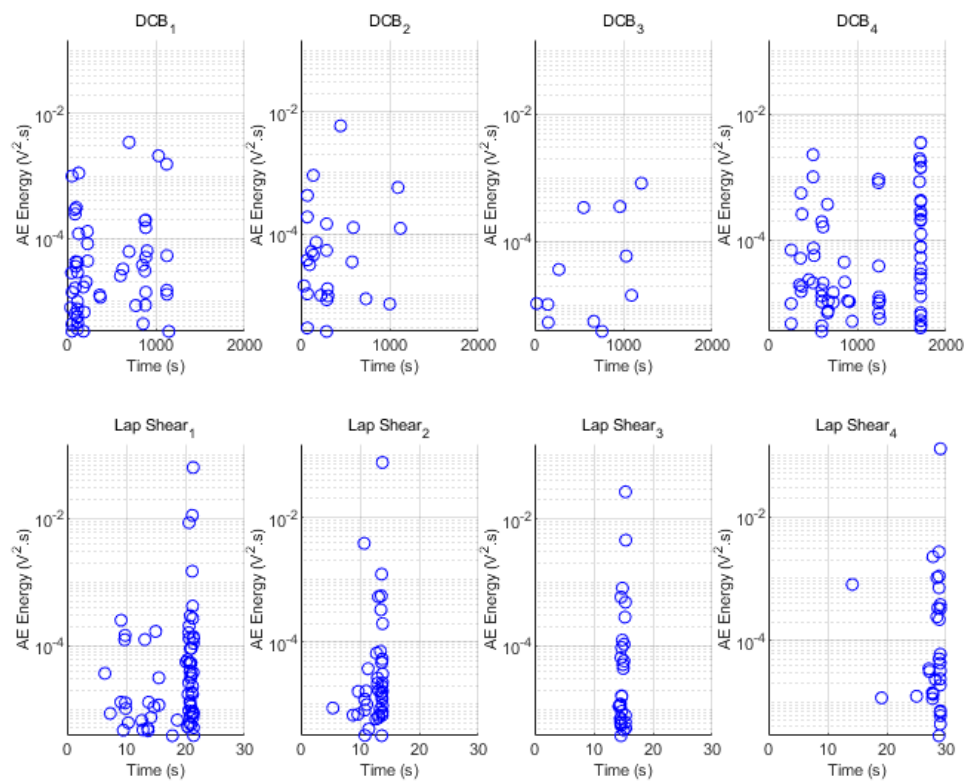 DCB₁
DCB₂
DCB₃
DCB₄
AE Energy (V².s)
10⁻²
10⁻⁴
0
1000
2000
Time (s)
AE Energy (V².s)
10⁻²
10⁻⁴
0
1000
2000
Time (s)
AE Energy (V².s)
10⁻²
10⁻⁴
0
1000
2000
Time (s)
AE Energy (V².s)
10⁻²
10⁻⁴
0
1000
2000
Time (s)
Lap Shear₁
Lap Shear₂
Lap Shear₃
Lap Shear₄
AE Energy (V².s)
10⁻²
10⁻⁴
0
10
20
30
Time (s)
AE Energy (V².s)
10⁻²
10⁻⁴
0
10
20
30
Time (s)
AE Energy (V².s)
10⁻²
10⁻⁴
0
10
20
30
Time (s)
AE Energy (V².s)
10⁻²
10⁻⁴
0
10
20
30
Time (s)